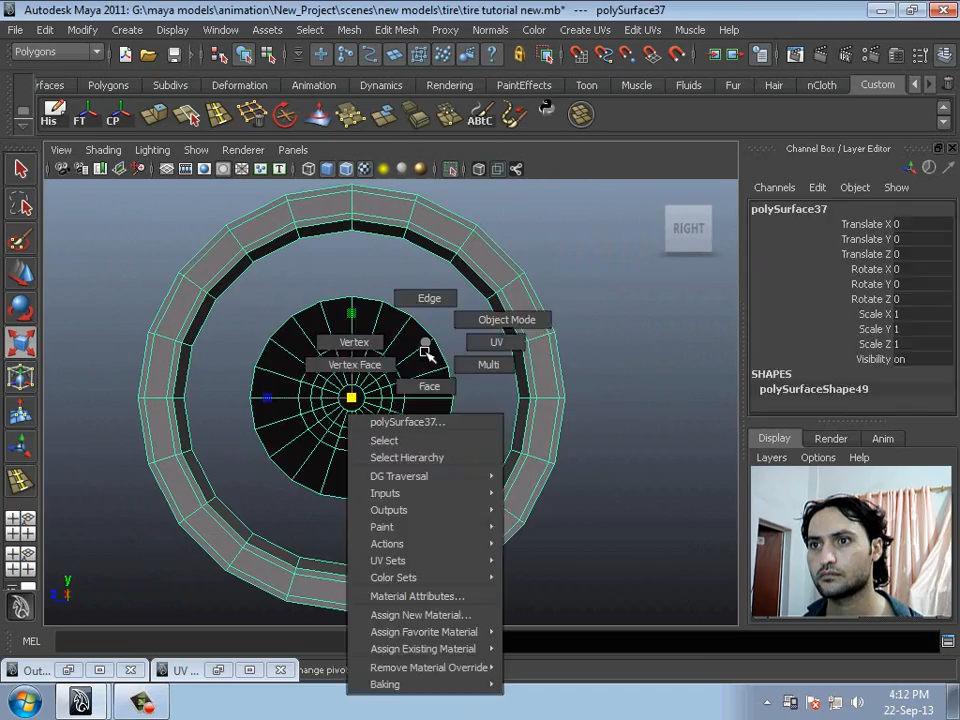 Autodesk Maya 2011: G:\maya models\animation\New_Project\scenes\new models\tire\tire tutorial new.mb* --- polySurface37
File Edit Modify Create Display Window Assets Select Mesh Edit Mesh Proxy Normals Color Create UVs Edit UVs Muscle Help
Polygons
urfaces Polygons Subdivs Deformation Animation Dynamics Rendering PaintEffects Toon Muscle Fluids Fur Hair nCloth Custom
His FT CP ABtC
View Shading Lighting Show Renderer Panels
Channel Box / Layer Editor
Channels Edit Object Show
polySurface37
Translate X 0
Translate Y 0
Translate Z 0
Rotate X 0
Rotate Y 0
Rotate Z 0
Scale X 1
Scale Y 1
Scale Z 1
Visibility on
SHAPES
polySurfaceShape49
RIGHT
Edge
Object Mode
Vertex
UV
Vertex Face
Multi
Face
polySurface37...
Select
Select Hierarchy
DG Traversal
Inputs
Outputs
Paint
Actions
UV Sets
Color Sets
Material Attributes...
Assign New Material...
Assign Favorite Material
Assign Existing Material
Remove Material Override
Baking
Display Render Anim
Layers Options Help
y
z x
MEL
Out... UV ... hange pivot
4:12 PM
22-Sep-13